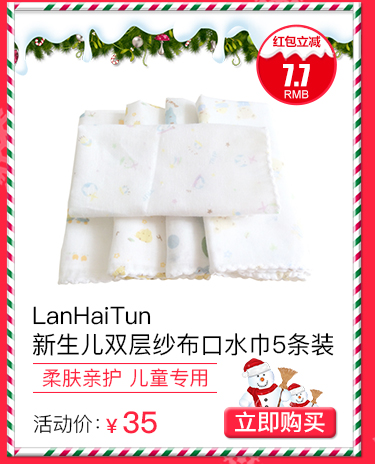 红包立减
7.7
RMB
LanHaiTun
新生儿双层纱布口水巾5条装
柔肤亲护 儿童专用
活动价：¥35
立即购买